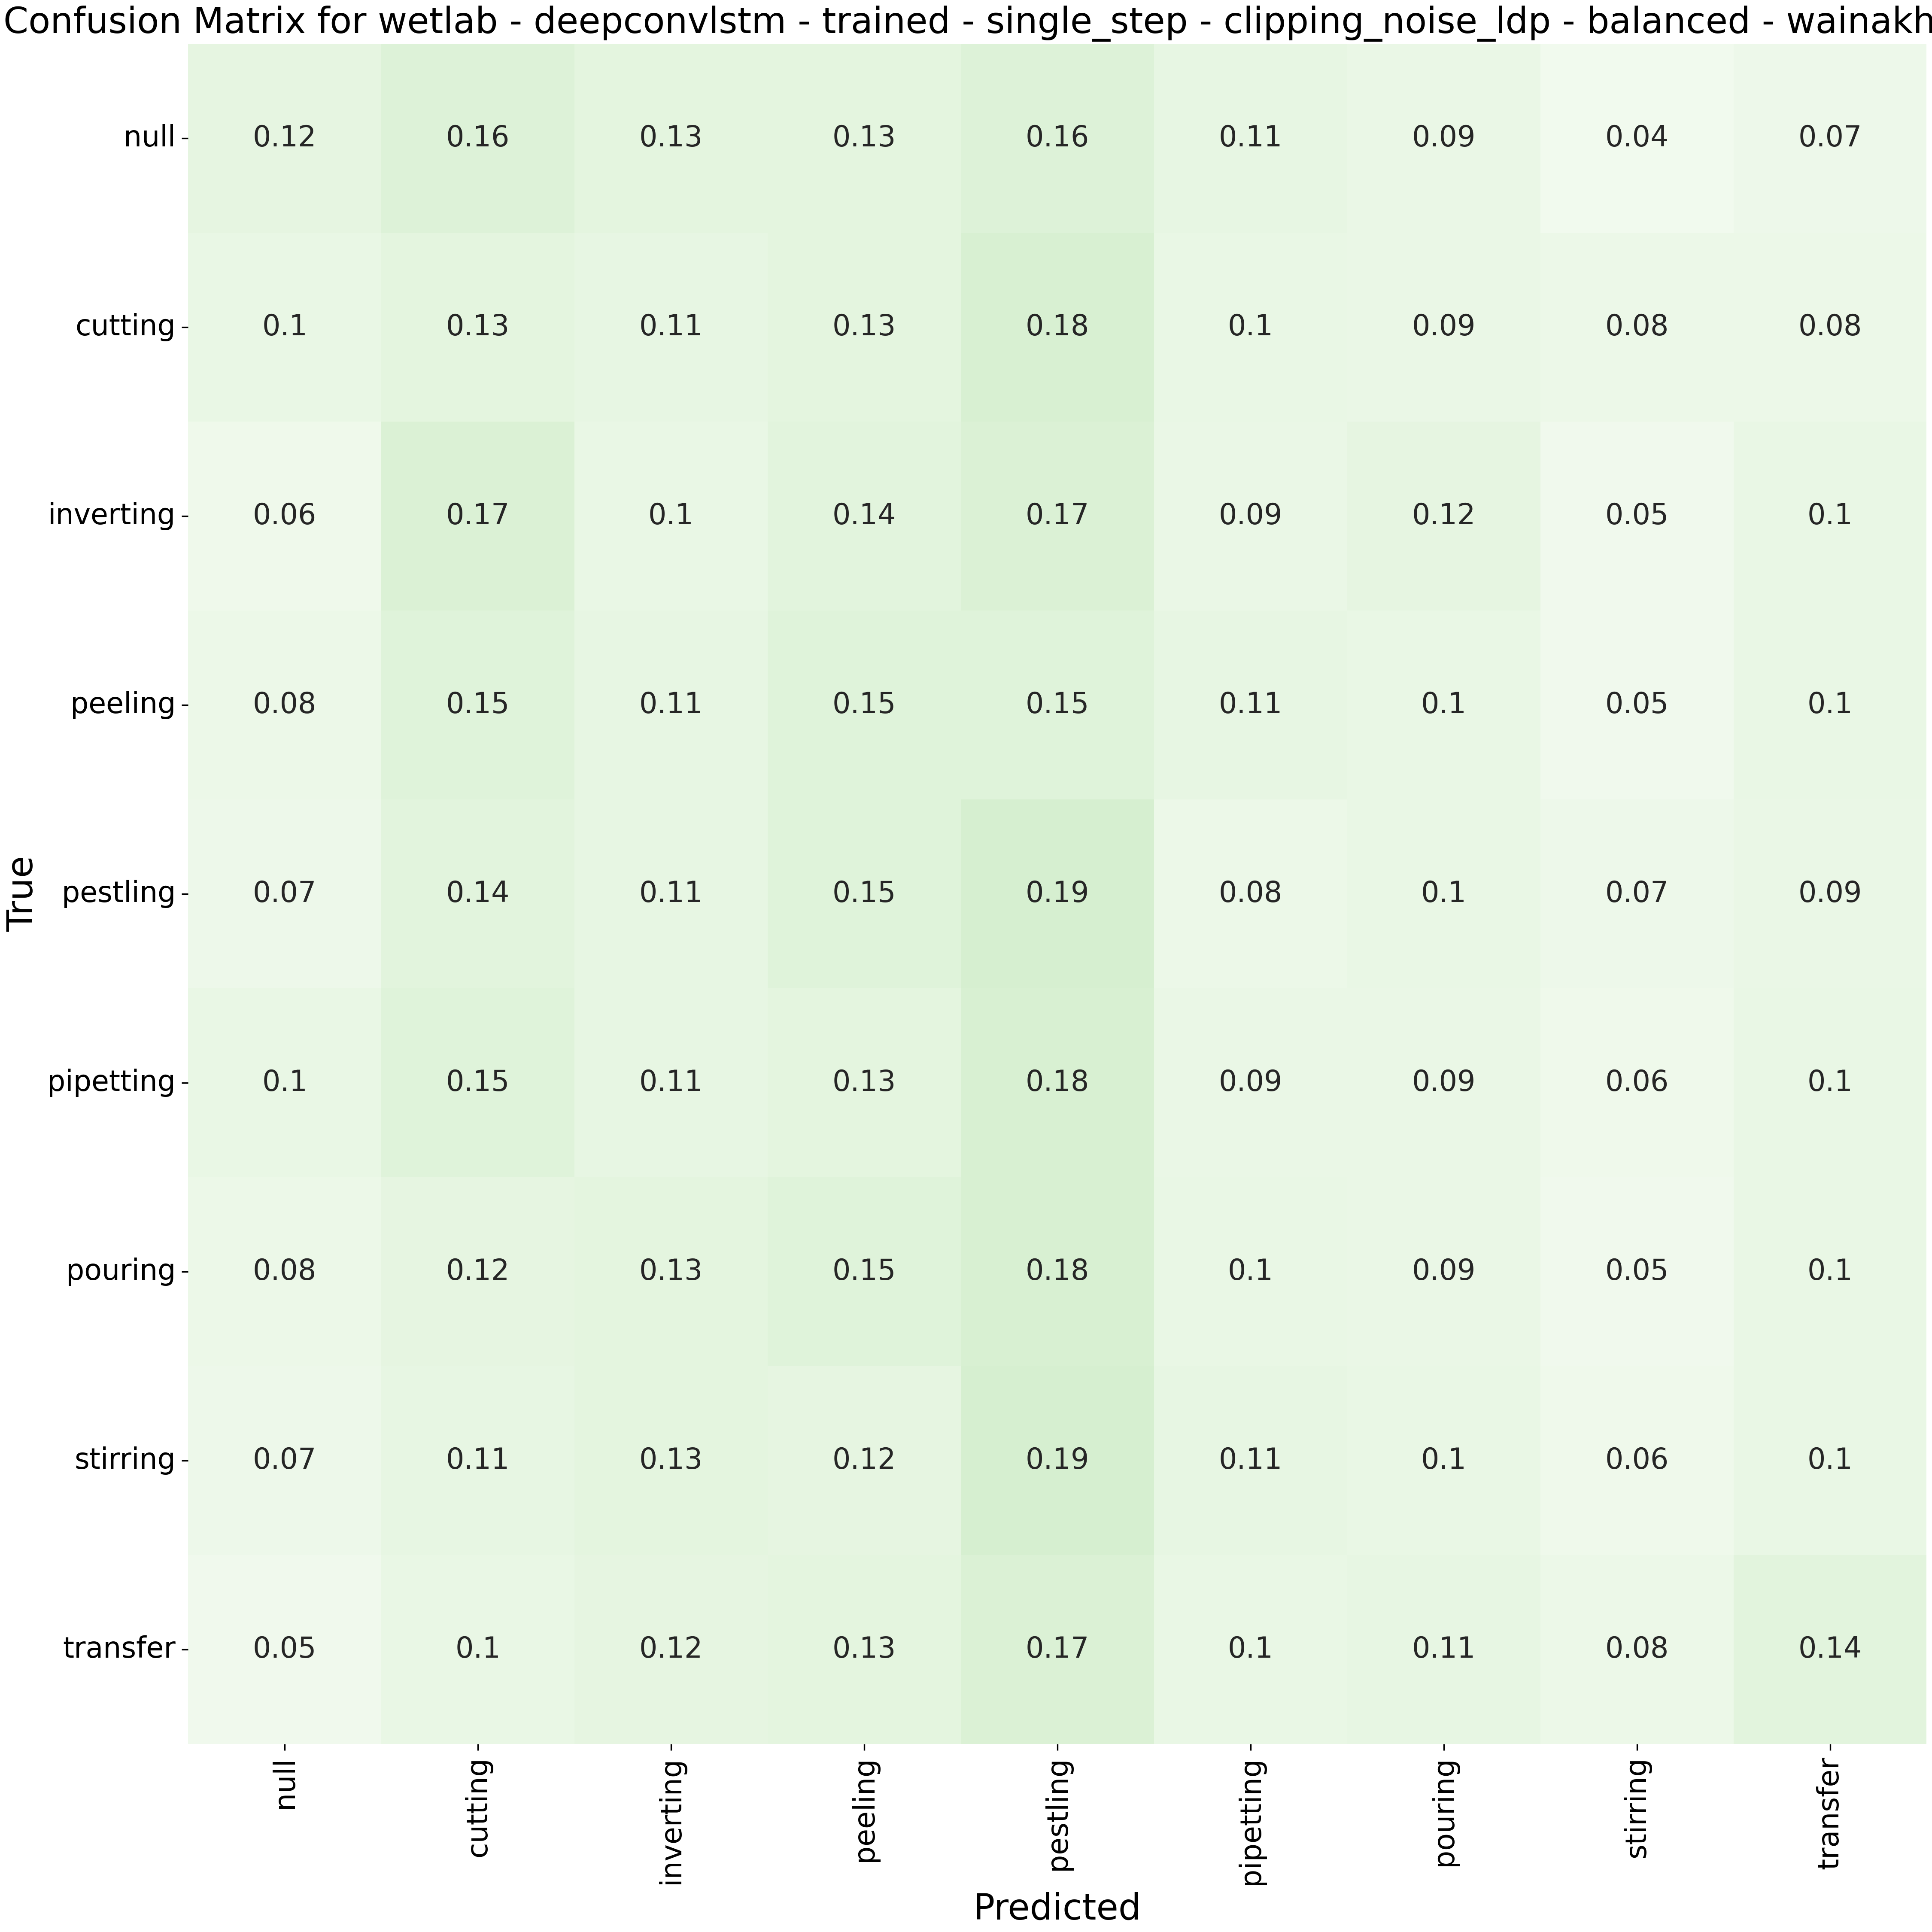 Confusion Matrix for wetlab - deepconvlstm - trained - single_step - clipping_noise_ldp - balanced - wainakh
null 0.12 0.16 0.13 0.13 0.16 0.11 0.09 0.04 0.07
cutting 0.1 0.13 0.11 0.13 0.18 0.1 0.09 0.08 0.08
inverting 0.06 0.17 0.1 0.14 0.17 0.09 0.12 0.05 0.1
peeling 0.08 0.15 0.11 0.15 0.15 0.11 0.1 0.05 0.1
pestling 0.07 0.14 0.11 0.15 0.19 0.08 0.1 0.07 0.09
pipetting 0.1 0.15 0.11 0.13 0.18 0.09 0.09 0.06 0.1
pouring 0.08 0.12 0.13 0.15 0.18 0.1 0.09 0.05 0.1
stirring 0.07 0.11 0.13 0.12 0.19 0.11 0.1 0.06 0.1
transfer 0.05 0.1 0.12 0.13 0.17 0.1 0.11 0.08 0.14
True
null cutting inverting peeling pestling pipetting pouring stirring transfer
Predicted